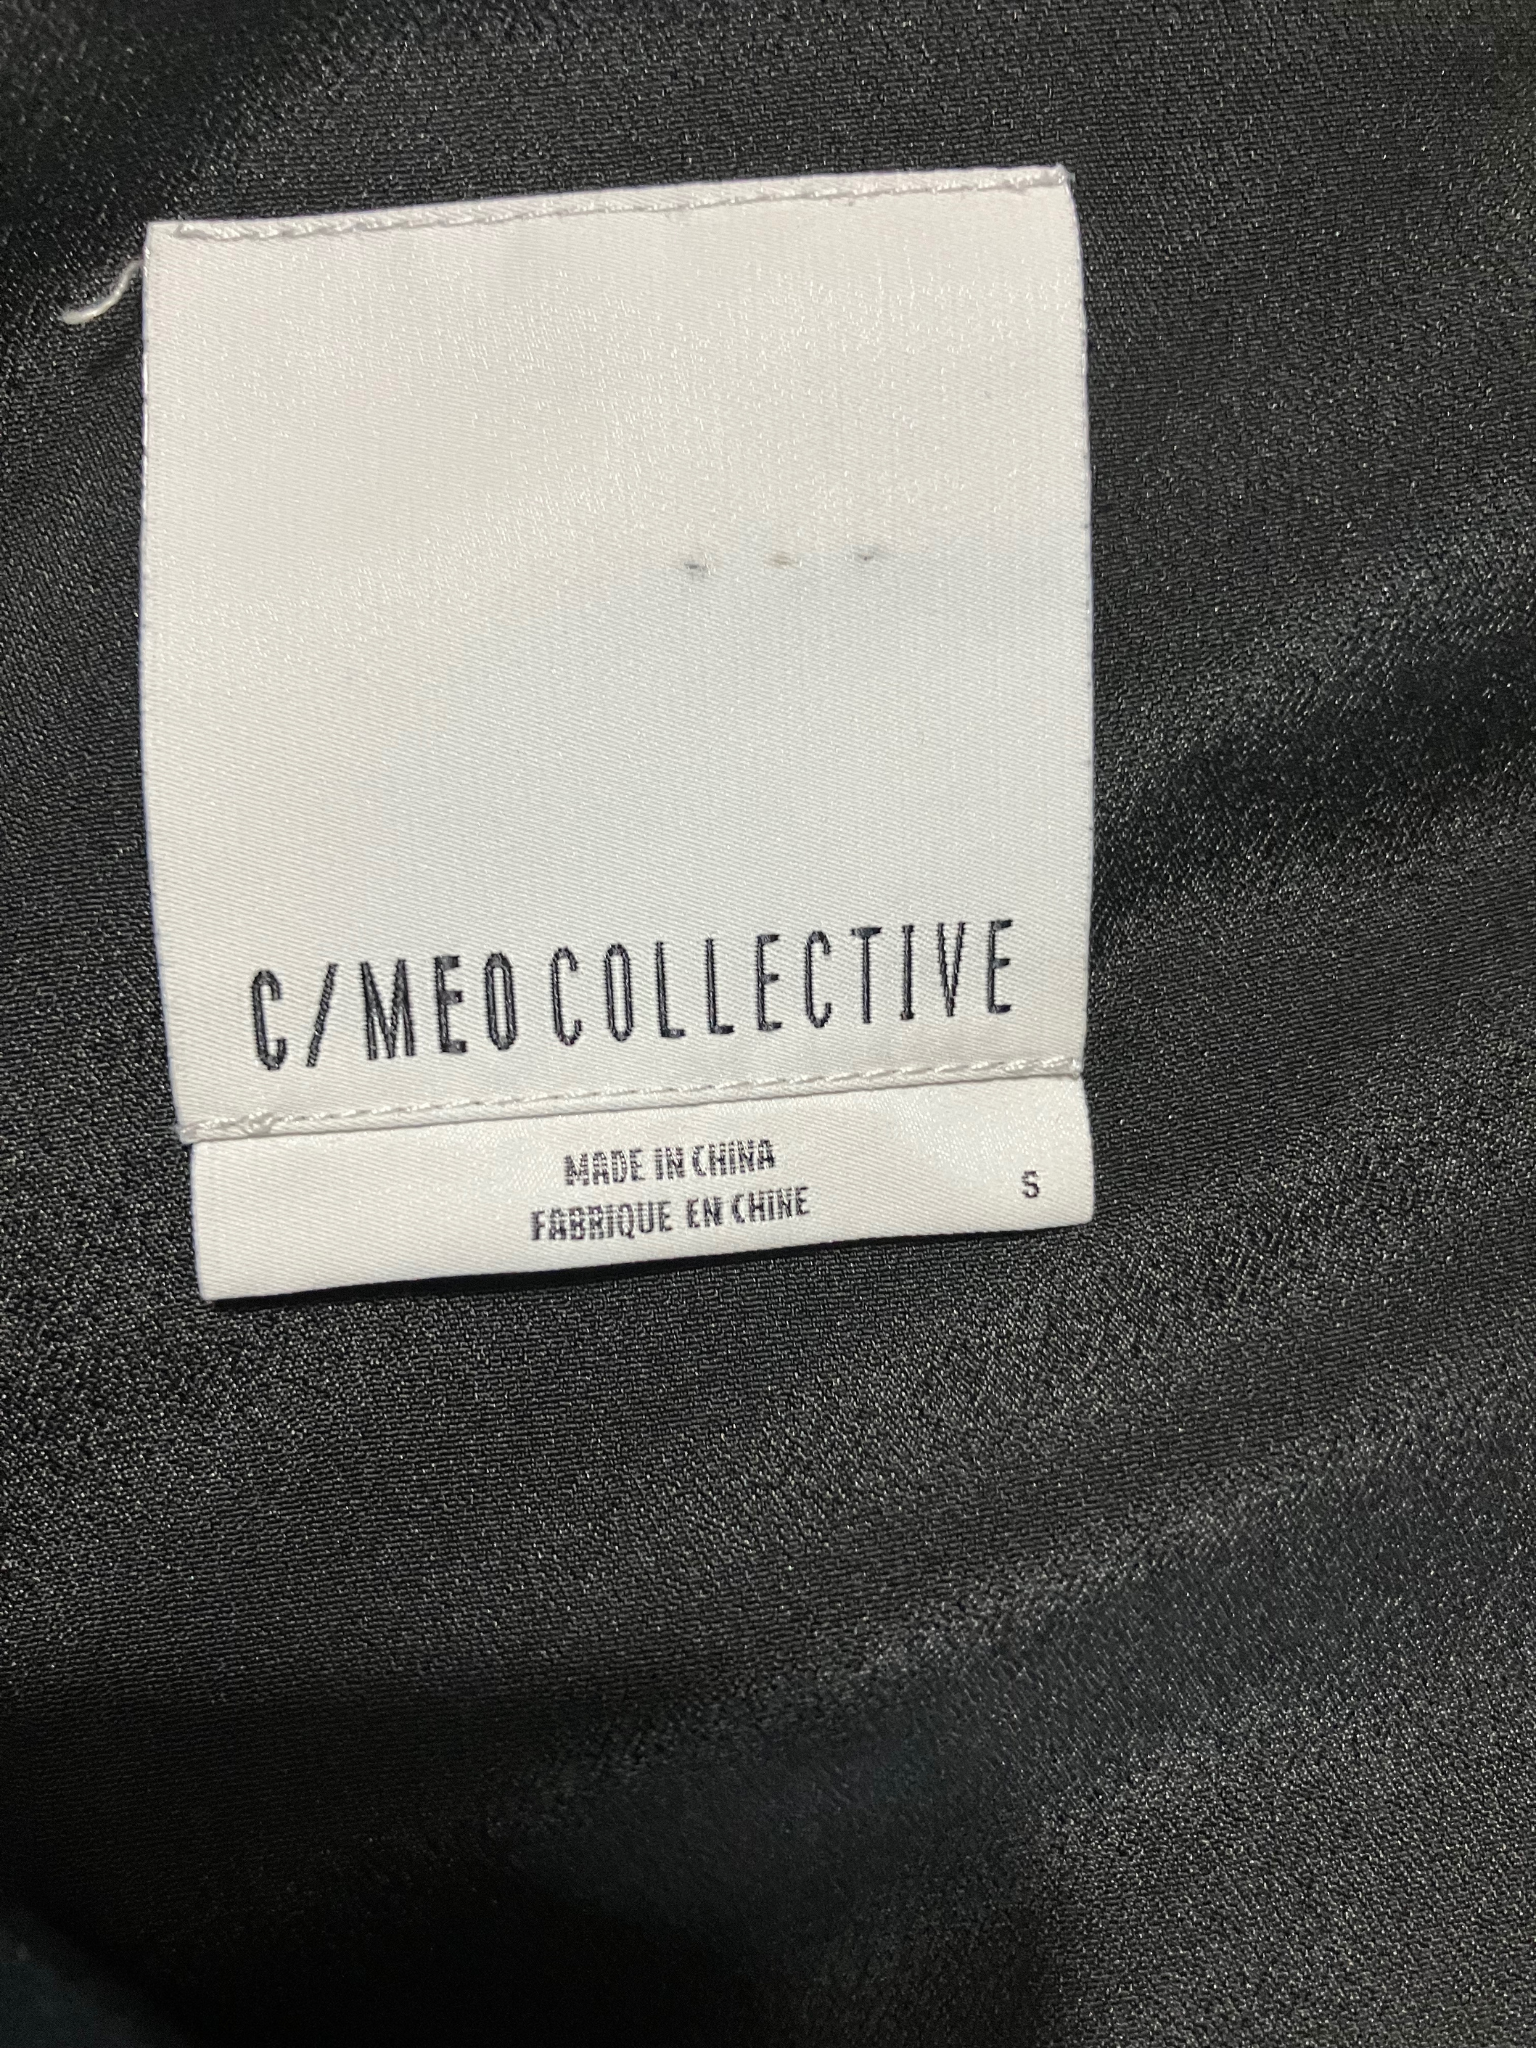 C/MEO COLLECTIVE
MADE IN CHINA
FABRIQUE EN CHINE
S